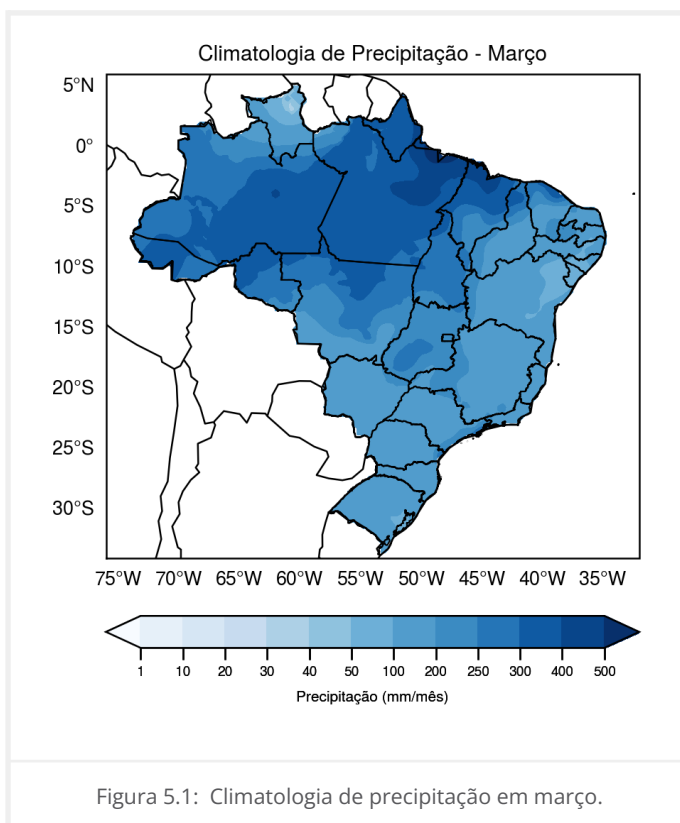 Climatologia de Precipitação - Março
5°N
0°
5°S
10°S
15°S
20°S
25°S
30°S
75°W 70°W 65°W 60°W 55°W 50°W 45°W 40°W 35°W
1 10 20 30 40 50 100 200 250 300 400 500
Precipitação (mm/mês)
Figura 5.1: Climatologia de precipitação em março.